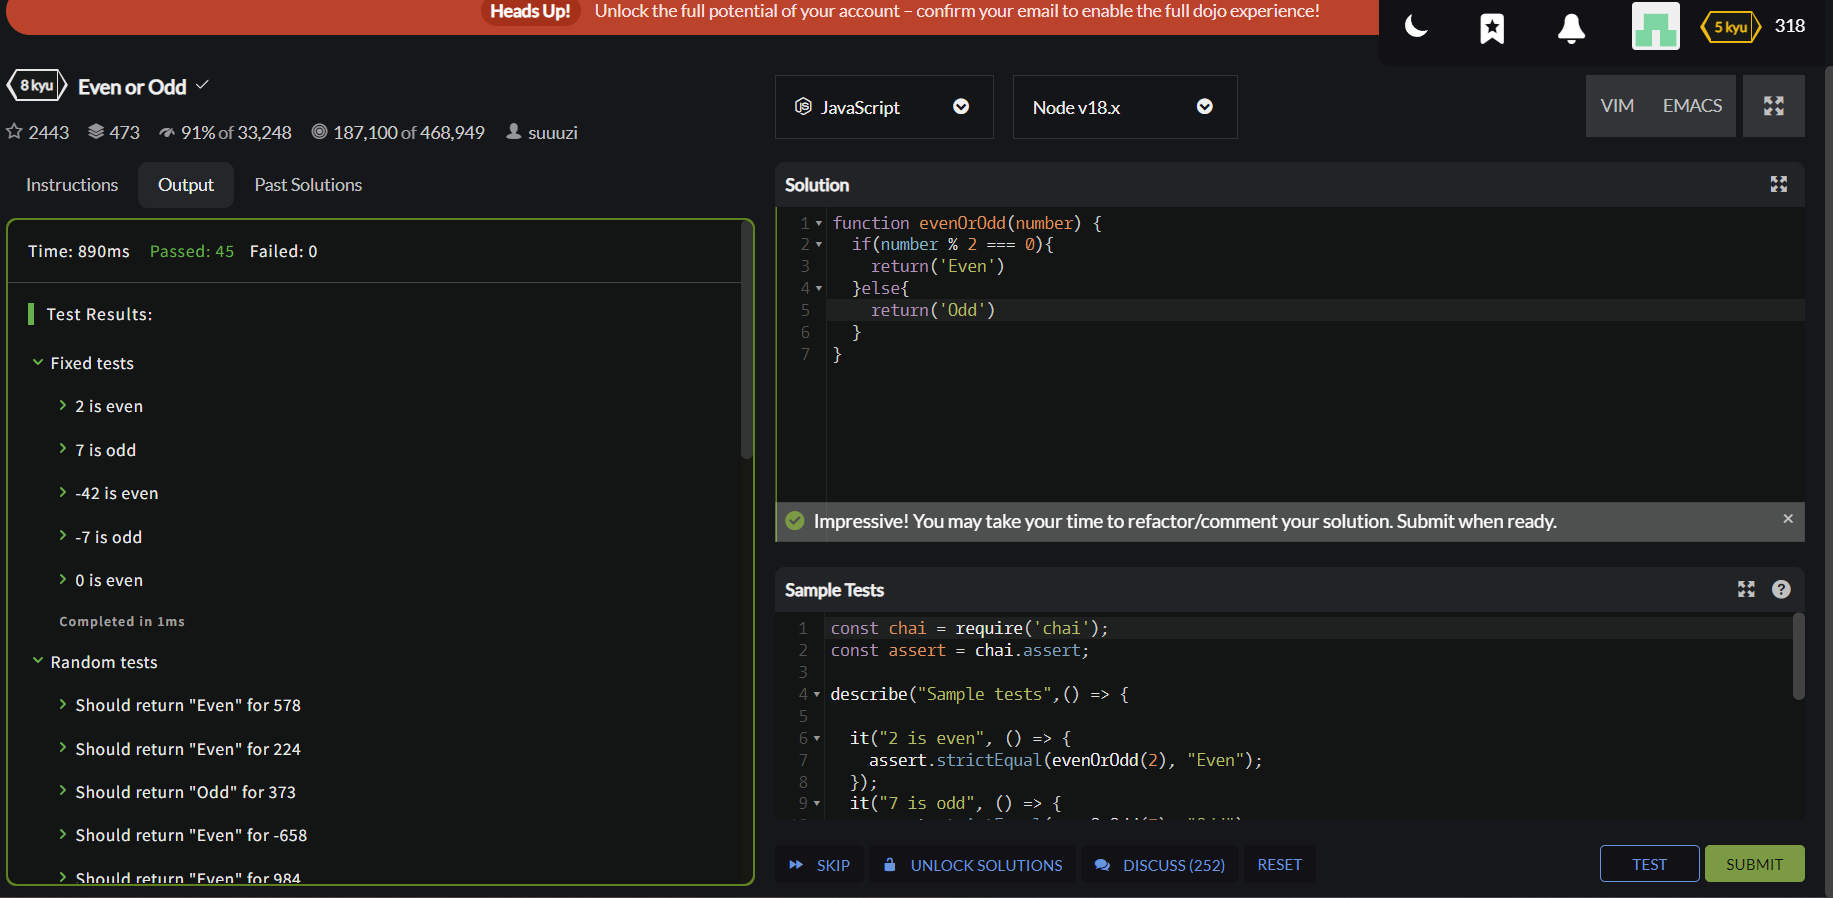 Heads Up! Unlock the full potential of your account – confirm your email to enable the full dojo experience!
5 kyu 318
8 kyu Even or Odd
2443 473 91% of 33,248 187,100 of 468,949 suuuzi
JavaScript Node v18.x VIM EMACS
Instructions Output Past Solutions
Time: 890ms Passed: 45 Failed: 0
Test Results:
Fixed tests
2 is even
7 is odd
-42 is even
-7 is odd
0 is even
Completed in 1ms
Random tests
Should return "Even" for 578
Should return "Even" for 224
Should return "Odd" for 373
Should return "Even" for -658
Should return "Even" for 984
Solution
1 function evenOrOdd(number) {
2 if(number % 2 === 0){
3 return('Even')
4 }else{
5 return('Odd')
6 }
7 }
Impressive! You may take your time to refactor/comment your solution. Submit when ready.
Sample Tests
1 const chai = require('chai');
2 const assert = chai.assert;
3
4 describe("Sample tests",() => {
5
6 it("2 is even", () => {
7 assert.strictEqual(evenOrOdd(2), "Even");
8 });
9 it("7 is odd", () => {
SKIP UNLOCK SOLUTIONS DISCUSS (252) RESET TEST SUBMIT